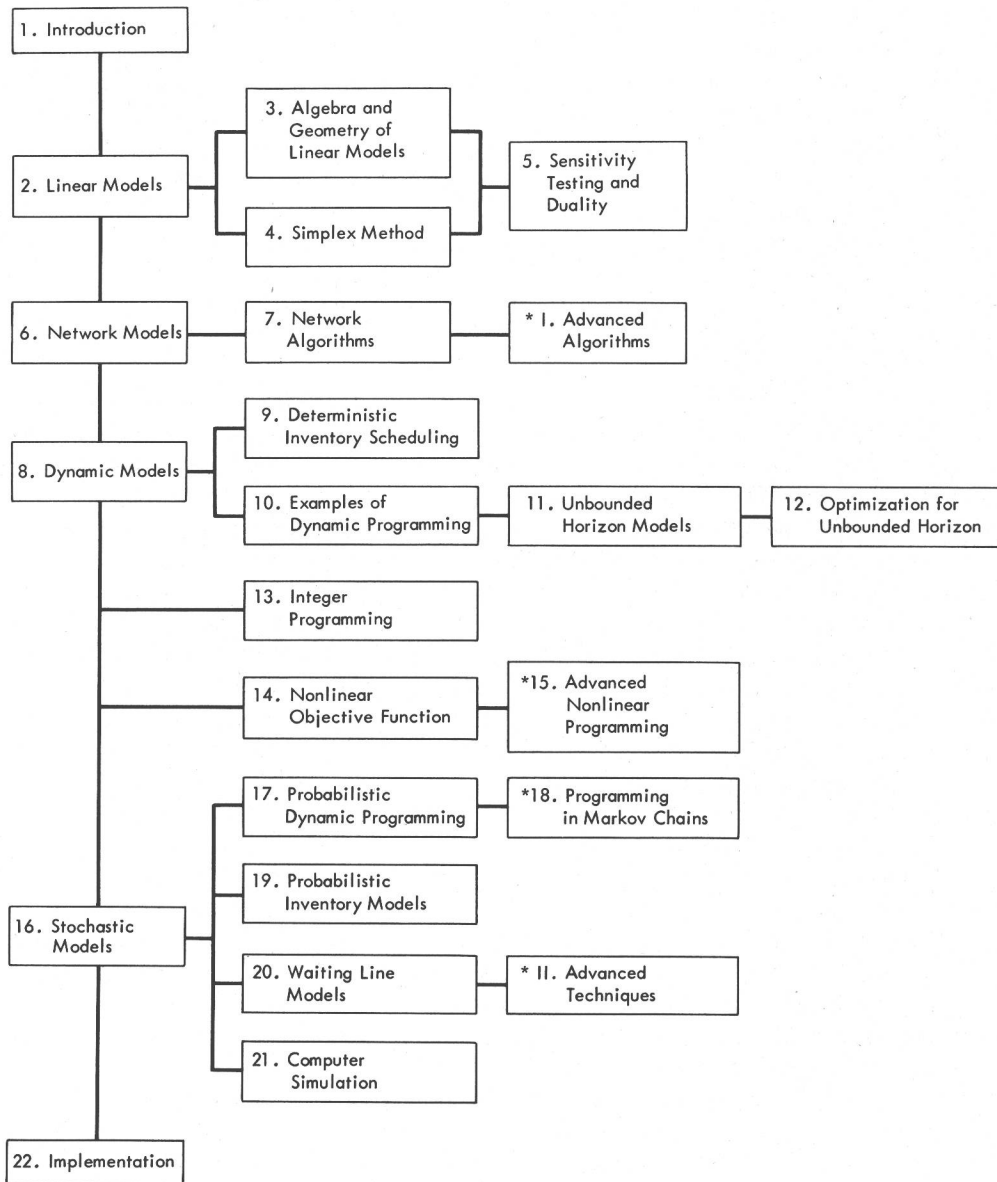 1. Introduction
3. Algebra and
Geometry of
Linear Models
2. Linear Models
5. Sensitivity
Testing and
Duality
4. Simplex Method
6. Network Models
7. Network
Algorithms
* I. Advanced
Algorithms
9. Deterministic
Inventory Scheduling
8. Dynamic Models
10. Examples of
Dynamic Programming
11. Unbounded
Horizon Models
12. Optimization for
Unbounded Horizon
13. Integer
Programming
14. Nonlinear
Objective Function
*15. Advanced
Nonlinear
Programming
17. Probabilistic
Dynamic Programming
*18. Programming
in Markov Chains
19. Probabilistic
Inventory Models
16. Stochastic
Models
20. Waiting Line
Models
* II. Advanced
Techniques
21. Computer
Simulation
22. Implementation